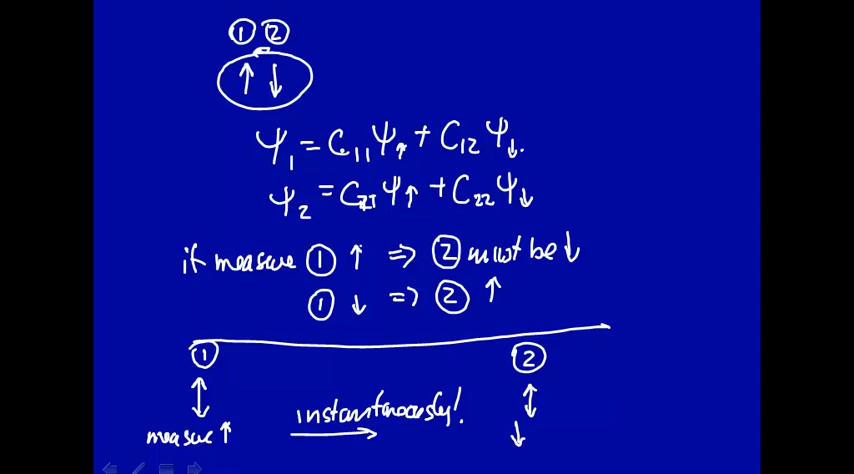 ① ②
↑ ↓
ψ₁ = C₁₁ψ↑ + C₁₂ψ↓.
ψ₂ = C₂₁ψ↑ + C₂₂ψ↓
if measure ① ↑ ⇒ ② must be ↓
① ↓ ⇒ ② ↑
① ②
↕ instantaneously! ↕
measure ↑ → ↓